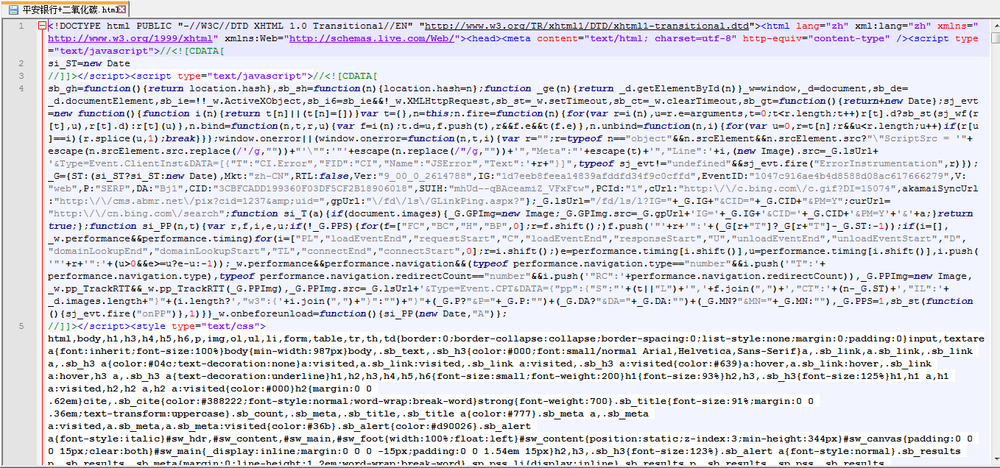 平安银行+二氧化碳.html
1 <!DOCTYPE html PUBLIC "-//W3C//DTD XHTML 1.0 Transitional//EN" "http://www.w3.org/TR/xhtml1/DTD/xhtml1-transitional.dtd"><html lang="zh" xml:lang="zh" xmlns="
http://www.w3.org/1999/xhtml" xmlns:Web="http://schemas.live.com/Web/"><head><meta content="text/html; charset=utf-8" http-equiv="content-type" /><script type
="text/javascript">//<![CDATA[
2 si_ST=new Date
3 //]]></script><script type="text/javascript">//<![CDATA[
4 sb_gh=function(){return location.hash},sb_sh=function(n){location.hash=n};function _ge(n){return _d.getElementById(n)}_w=window,_d=document,sb_de=
_d.documentElement,sb_ie=!!_w.ActiveXObject,sb_i6=sb_ie&&!_w.XMLHttpRequest,sb_st=_w.setTimeout,sb_ct=_w.clearTimeout,sb_gt=function(){return+new Date};sj_evt
=new function(){function i(n){return t[n]||(t[n]=[])}var t={},n=this;n.fire=function(n){for(var r=i(n),u=r.e=arguments,t=0;t<r.length;t++)r[t].d?sb_st(sj_wf(r
[t],u),r[t].d):r[t](u)},n.bind=function(n,t,r,u){var f=i(n);t.d=u,f.push(t),r&&f.e&&t(f.e)},n.unbind=function(n,i){for(var u=0,r=t[n];r&&u<r.length;u++)if(r[u
]==i){r.splice(u,1);break}}};window.onerror||(window.onerror=function(n,t,i){var r="";r=typeof n=="object"&&n.srcElement&&n.srcElement.src?"\"ScriptSrc = '"+
escape(n.srcElement.src.replace(/'/g,""))+"'\"":'"'+escape(n.replace(/"/g,""))+'","Meta":"'+escape(t)+'","Line":'+i,(new Image).src=_G.lsUrl+
'&Type=Event.ClientInst&DATA=[{"T":"CI.Error","FID":"CI","Name":"JSError","Text":'+r+"}]",typeof sj_evt!="undefined"&&sj_evt.fire("ErrorInstrumentation",r)});
_G={ST:(si_ST?si_ST:new Date),Mkt:"zh-CN",RTL:false,Ver:"9_00_0_2614788",IG:"1d7eeb8feea14839afddfd34f9c0cffd",EventID:"1047c916ae4b4d8588d08ac617666279",V:
"web",P:"SERP",DA:"Bj1",CID:"3CBFCADD199360F03DF5CF2B18906018",SUIH:"mhUd--qBAceamiZ_VFxFtw",PCId:"1",cUrl:"http:\/\/c.bing.com\/c.gif?DI=15074",akamaiSyncUrl
:"http:\/\/cms.abmr.net\/pix?cid=1237&amp;uid=",gpUrl:"\/fd\/ls\/GLinkPing.aspx?"};_G.lsUrl="/fd/ls/l?IG="+_G.IG+"&CID="+_G.CID+"&PM=Y";curUrl=
"http:\/\/cn.bing.com\/search";function si_T(a){if(document.images){_G.GPImg=new Image;_G.GPImg.src=_G.gpUrl+'IG='+_G.IG+'&CID='+_G.CID+'&PM=Y'+'&'+a;}return
true;};function si_PP(n,t){var r,f,i,e,u;if(!_G.PPS){for(f=["FC","BC","H","BP",0];r=f.shift();)f.push('"'+r+'":'+(_G[r+"T"]?_G[r+"T"]-_G.ST:-1));if(i=[],
_w.performance&&performance.timing)for(i=["PL","loadEventEnd","requestStart","C","loadEventEnd","responseStart","U","unloadEventEnd","unloadEventStart","D",
"domainLookupEnd","domainLookupStart","TL","connectEnd","connectStart",0];r=i.shift();)e=performance.timing[i.shift()],u=performance.timing[i.shift()],i.push(
'"'+r+'":'+(u>0&&e>=u?e-u:-1));_w.performance&&performance.navigation&&(typeof performance.navigation.type=="number"&&i.push('"T":'+
performance.navigation.type),typeof performance.navigation.redirectCount=="number"&&i.push('"RC":'+performance.navigation.redirectCount)),_G.PPImg=new Image,
_w.pp_TrackRTT&&_w.pp_TrackRTT(_G.PPImg),_G.PPImg.src=_G.lsUrl+'&Type=Event.CPT&DATA={"pp":{"S":"'+(t||"L")+'",'+f.join(",")+',"CT":'+(n-_G.ST)+',"IL":'+
_d.images.length+"}"+(i.length?',"w3":{'+i.join(",")+"}":"")+"}"+(_G.P?"&P="+_G.P:"")+(_G.DA?"&DA="+_G.DA:"")+(_G.MN?"&MN="+_G.MN:""),_G.PPS=1,sb_st(function
(){sj_evt.fire("onPP")},1)}}_w.onbeforeunload=function(){si_PP(new Date,"A")};
5 //]]></script><style type="text/css">
html,body,h1,h3,h4,h5,h6,p,img,ol,ul,li,form,table,tr,th,td{border:0;border-collapse:collapse;border-spacing:0;list-style:none;margin:0;padding:0}input,textare
a{font:inherit;font-size:100%}body{min-width:987px}body,.sb_text,.sb_h3{color:#000;font:small/normal Arial,Helvetica,Sans-Serif}a,.sb_link,a.sb_link,.sb_link
a,.sb_h3 a{color:#04c;text-decoration:none}a:visited,a.sb_link:visited,.sb_link a:visited,.sb_h3 a:visited{color:#639}a:hover,a.sb_link:hover,.sb_link
a:hover,h3 a,.sb_h3 a{text-decoration:underline}h1,h2,h3,h4,h5,h6{font-size:small;font-weight:200}h1{font-size:93%}h2,h3,.sb_h3{font-size:125%}h1,h1 a,h1
a:visited,h2,h2 a,h2 a:visited{color:#000}h2{margin:0 0
.62em}cite,.sb_cite{color:#388222;font-style:normal;word-wrap:break-word}strong{font-weight:700}.sb_title{font-size:91%;margin:0 0
.36em;text-transform:uppercase}.sb_count,.sb_meta,.sb_title,.sb_title a{color:#777}.sb_meta a,.sb_meta
a:visited,a.sb_meta,a.sb_meta:visited{color:#36b}.sb_alert{color:#d90026}.sb_alert
a{font-style:italic}#sw_hdr,#sw_content,#sw_main,#sw_foot{width:100%;float:left}#sw_content{position:static;z-index:3;min-height:344px}#sw_canvas{padding:0 0
0 15px;clear:both}#sw_main{_display:inline;margin:0 0 0 -15px;padding:0 0 1.54em 15px}h2,h3,.sb_h3{font-size:123%}.sb_alert a{font-style:normal}.sb_results
p,.sb_results .sb_meta{margin:0;line-height:1.2em;word-wrap:break-word}.sp_pss li{display:inline}.sb_results p,.sb_results .sp_pss,.sb_results